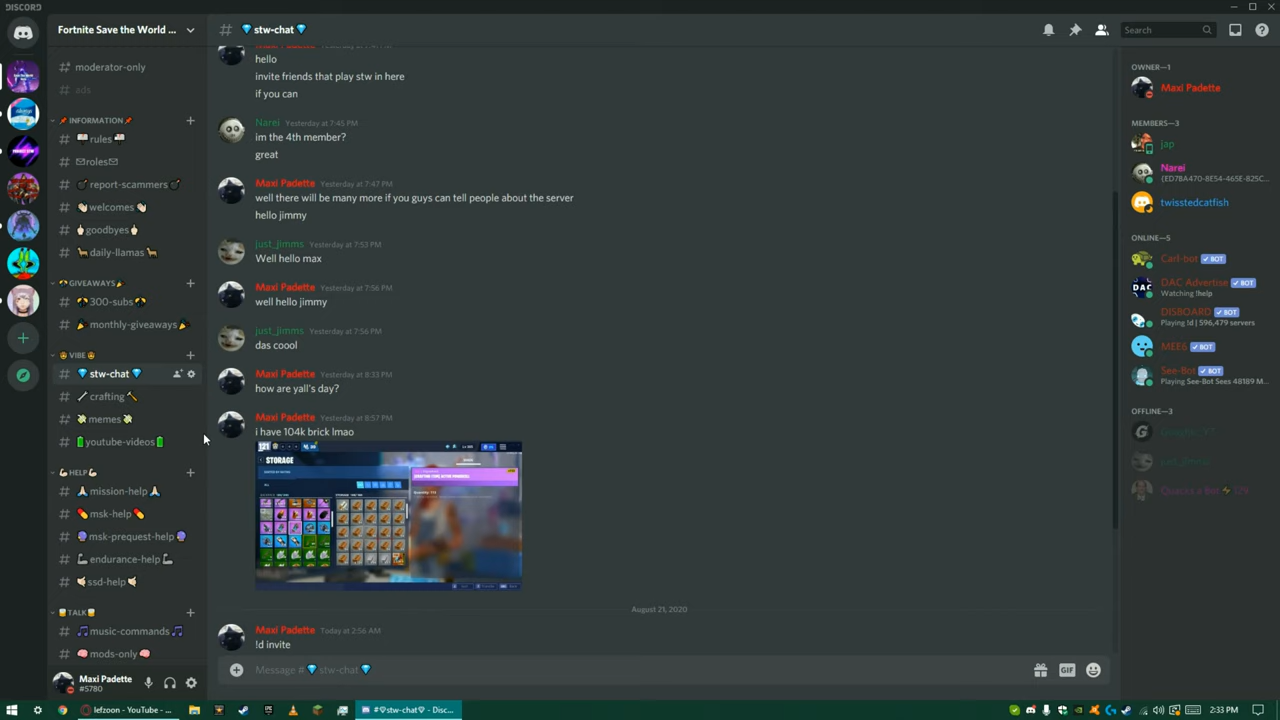 DISCORD
Fortnite Save the World ...
moderator-only
ads
INFORMATION
rules
roles
report-scammers
welcomes
goodbyes
daily-llamas
GIVEAWAYS
300-subs
monthly-giveaways
VIBE
stw-chat
crafting
memes
youtube-videos
HELP
mission-help
msk-help
msk-prequest-help
endurance-help
ssd-help
TALK
music-commands
mods-only
Maxi Padette
#5780
# stw-chat
Search
hello
invite friends that play stw in here
if you can
Narei Yesterday at 7:45 PM
im the 4th member?
great
Maxi Padette Yesterday at 7:47 PM
well there will be many more if you guys can tell people about the server
hello jimmy
just_Jimms Yesterday at 7:53 PM
Well hello max
Maxi Padette Yesterday at 7:56 PM
well hello jimmy
just_Jimms Yesterday at 7:56 PM
das coool
Maxi Padette Yesterday at 8:33 PM
how are yall's day?
Maxi Padette Yesterday at 8:57 PM
i have 104k brick lmao
121
STORAGE
August 21, 2020
Maxi Padette Today at 2:56 AM
!d invite
Message # stw-chat
GIF
OWNER—1
Maxi Padette
MEMBERS—3
jap
Narei
{ED7BA470-8E54-465E-825C...
twisstedcatfish
ONLINE—5
Carl-bot BOT
DAC Advertise BOT
Watching !help
DISBOARD BOT
Playing !d | 596,479 servers
MEE6 BOT
See-Bot BOT
Playing See-Bot Sees 48189 M...
OFFLINE—3
lefzoon - YouTube - ...
#💎stw-chat💎 - Disc...
2:33 PM